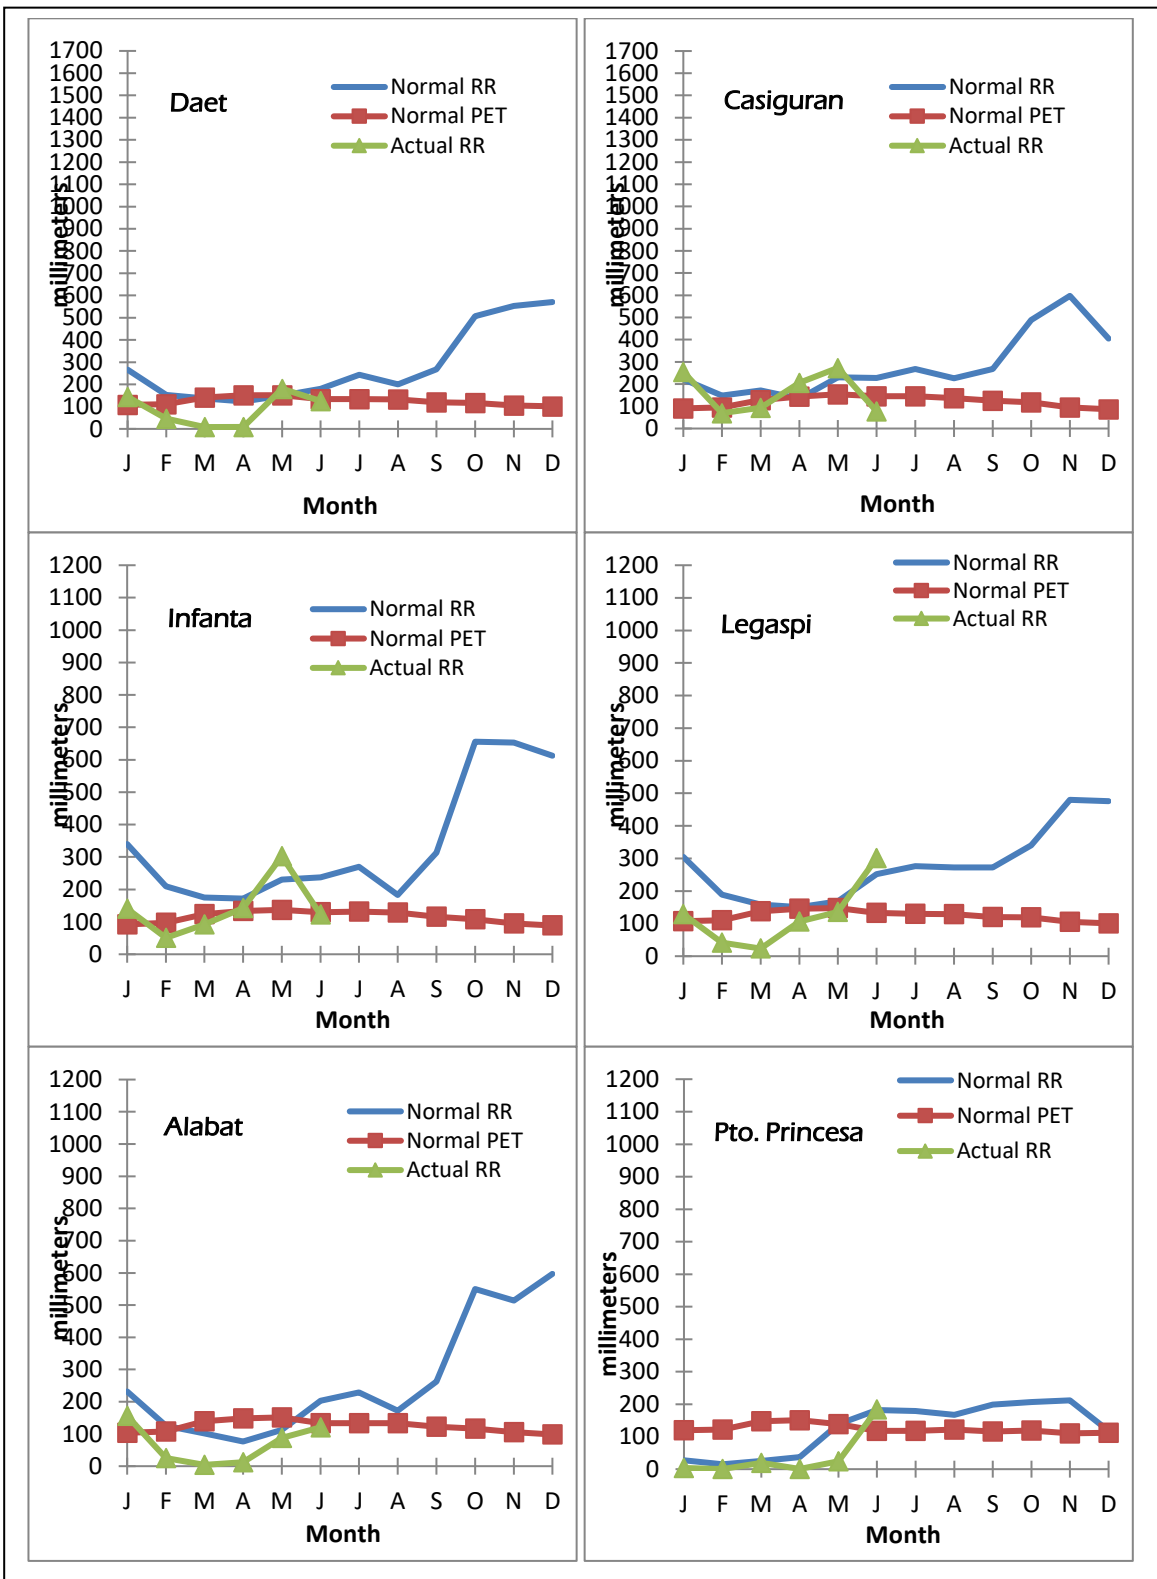 Daet
Normal RR
Normal PET
Actual RR
millimeters
1700
1600
1500
1400
1300
1200
1100
1000
900
800
700
600
500
400
300
200
100
0
J F M A M J J A S O N D
Month
Casiguran
Normal RR
Normal PET
Actual RR
millimeters
1700
1600
1500
1400
1300
1200
1100
1000
900
800
700
600
500
400
300
200
100
0
J F M A M J J A S O N D
Month
Infanta
Normal RR
Normal PET
Actual RR
millimeters
1200
1100
1000
900
800
700
600
500
400
300
200
100
0
J F M A M J J A S O N D
Month
Legaspi
Normal RR
Normal PET
Actual RR
millimeters
1200
1100
1000
900
800
700
600
500
400
300
200
100
0
J F M A M J J A S O N D
Month
Alabat
Normal RR
Normal PET
Actual RR
millimeters
1200
1100
1000
900
800
700
600
500
400
300
200
100
0
J F M A M J J A S O N D
Month
Pto. Princesa
Normal RR
Normal PET
Actual RR
millimeters
1200
1100
1000
900
800
700
600
500
400
300
200
100
0
J F M A M J J A S O N D
Month